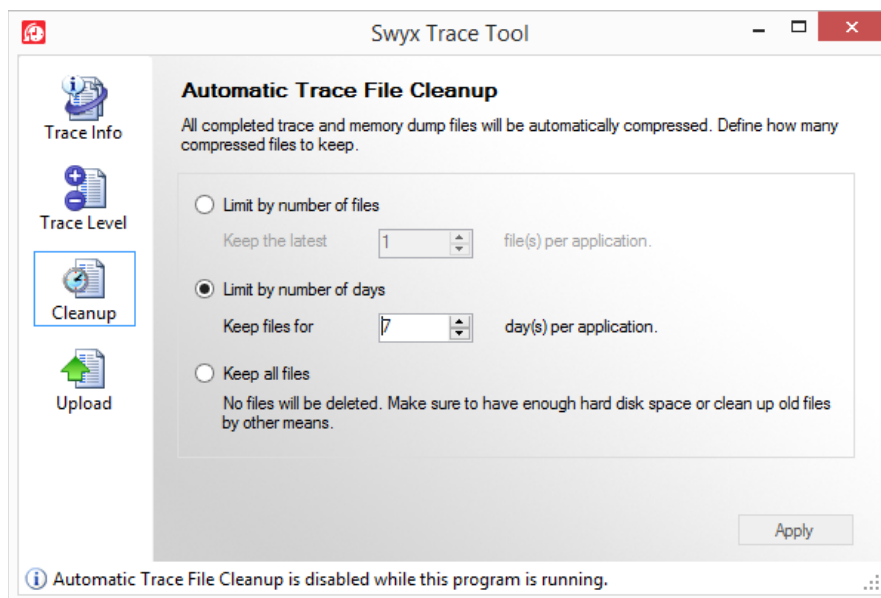 Swyx Trace Tool
Trace Info
Trace Level
Cleanup
Upload
Automatic Trace File Cleanup
All completed trace and memory dump files will be automatically compressed. Define how many
compressed files to keep.
Limit by number of files
Keep the latest 1 file(s) per application.
Limit by number of days
Keep files for 7 day(s) per application.
Keep all files
No files will be deleted. Make sure to have enough hard disk space or clean up old files
by other means.
Apply
Automatic Trace File Cleanup is disabled while this program is running.